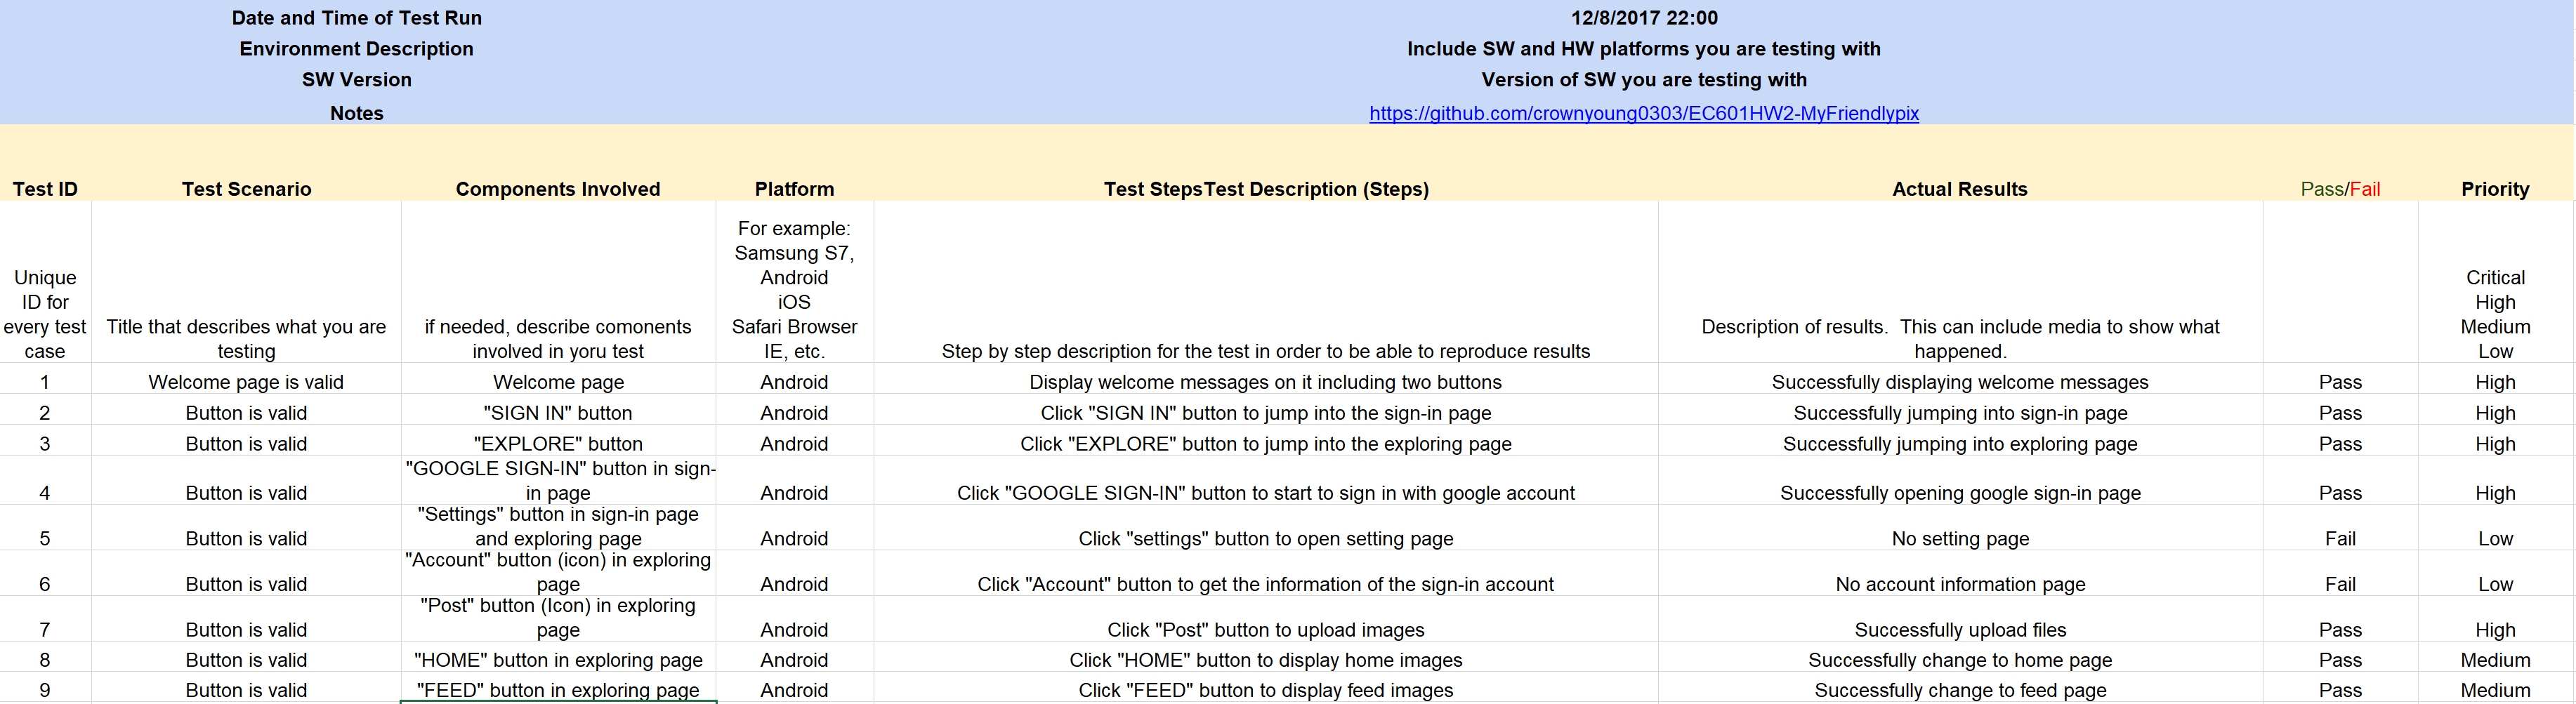 Date and Time of Test Run 12/8/2017 22:00
Environment Description Include SW and HW platforms you are testing with
SW Version Version of SW you are testing with
Notes https://github.com/crownyoung0303/EC601HW2-MyFriendlypix
Test ID Test Scenario Components Involved Platform Test StepsTest Description (Steps) Actual Results Pass/Fail Priority
Unique
ID for
every test
case
Title that describes what you are
testing
if needed, describe comonents
involved in yoru test
For example:
Samsung S7,
Android
iOS
Safari Browser
IE, etc.
Step by step description for the test in order to be able to reproduce results
Description of results.  This can include media to show what
happened.
Critical
High
Medium
Low
1 Welcome page is valid Welcome page Android Display welcome messages on it including two buttons Successfully displaying welcome messages Pass High
2 Button is valid "SIGN IN" button Android Click "SIGN IN" button to jump into the sign-in page Successfully jumping into sign-in page Pass High
3 Button is valid "EXPLORE" button Android Click "EXPLORE" button to jump into the exploring page Successfully jumping into exploring page Pass High
"GOOGLE SIGN-IN" button in sign-
4 Button is valid in page Android Click "GOOGLE SIGN-IN" button to start to sign in with google account Successfully opening google sign-in page Pass High
"Settings" button in sign-in page
5 Button is valid and exploring page Android Click "settings" button to open setting page No setting page Fail Low
"Account" button (icon) in exploring
6 Button is valid page Android Click "Account" button to get the information of the sign-in account No account information page Fail Low
"Post" button (Icon) in exploring
7 Button is valid page Android Click "Post" button to upload images Successfully upload files Pass High
8 Button is valid "HOME" button in exploring page Android Click "HOME" button to display home images Successfully change to home page Pass Medium
9 Button is valid "FEED" button in exploring page Android Click "FEED" button to display feed images Successfully change to feed page Pass Medium